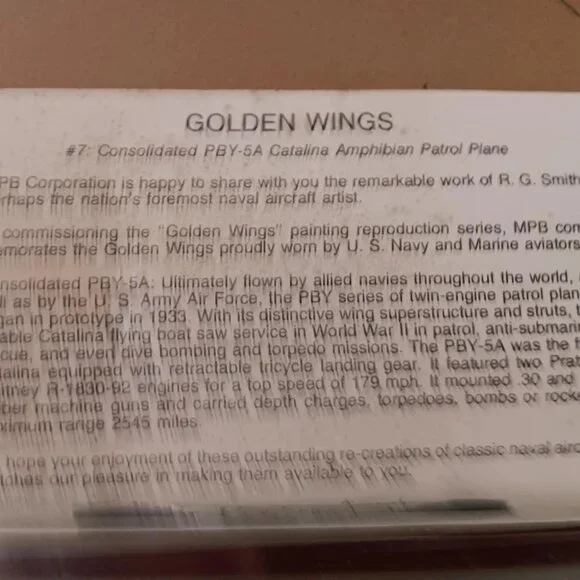 GOLDEN WINGS
#7: Consolidated PBY-5A Catalina Amphibian Patrol Plane
PB Corporation is happy to share with you the remarkable work of R. G. Smith
rhaps the nation's foremost naval aircraft artist.
commissioning the "Golden Wings" painting reproduction series, MPB com
emorates the Golden Wings proudly worn by U. S. Navy and Marine aviators
nsolidated PBY-5A: Ultimately flown by allied navies throughout the world,
ll as by the U. S. Army Air Force, the PBY series of twin-engine patrol plan
gan in prototype in 1933. With its distinctive wing superstructure and struts, t
able Catalina flying boat saw service in World War II in patrol, anti-submari
cue, and even dive bombing and torpedo missions. The PBY-5A was the f
talina equipped with retractable tricycle landing gear. It featured two Prat
itney R-1830-92 engines for a top speed of 179 mph. It mounted .30 and
ber machine guns and carried depth charges, torpedoes, bombs or rocke
ximum range 2545 miles.
hope your enjoyment of these outstanding re-creations of classic naval airc
tches our pleasure in making them available to you.